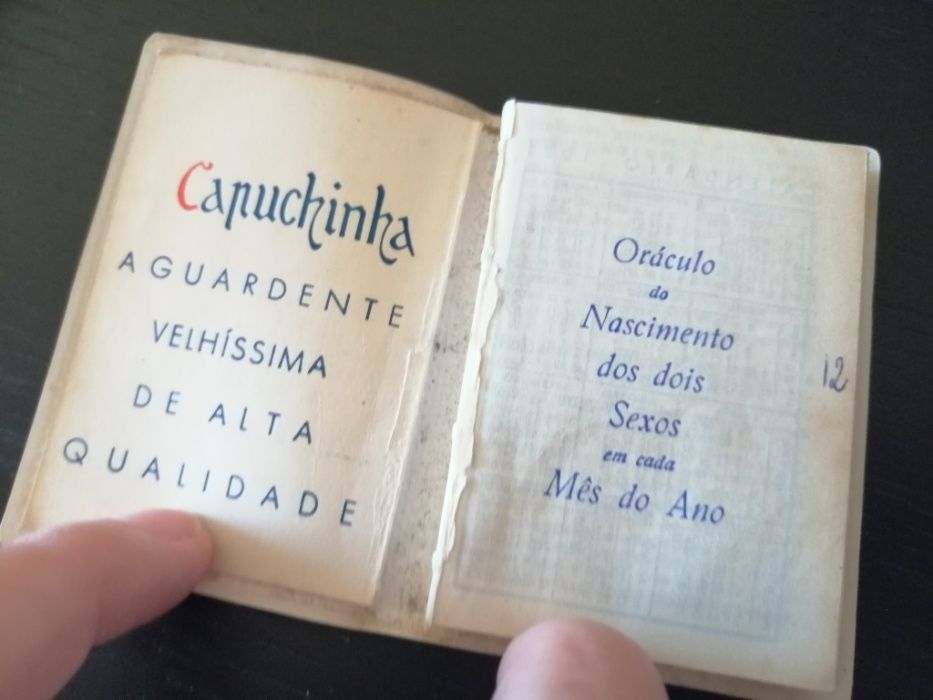 Capuchinha
AGUARDENTE
VELHÍSSIMA
DE ALTA
QUALIDADE
Oráculo
do
Nascimento
dos dois
Sexos
em cada
Mês do Ano
12